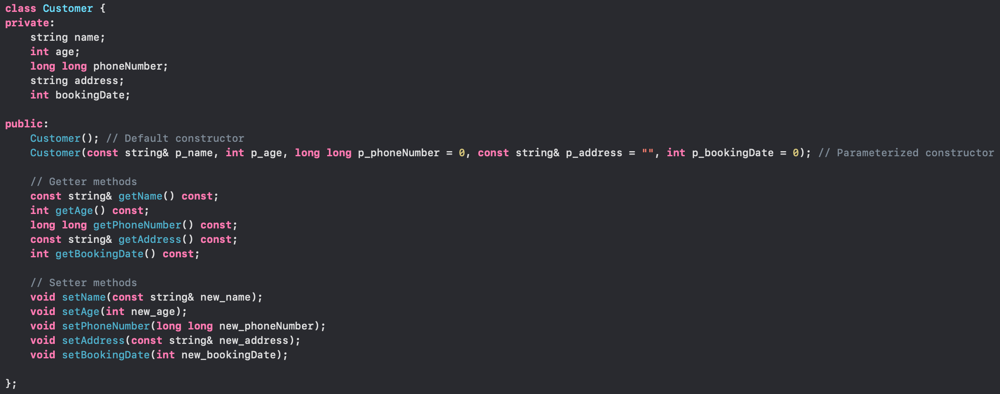 class Customer {
private:
    string name;
    int age;
    long long phoneNumber;
    string address;
    int bookingDate;

public:
    Customer(); // Default constructor
    Customer(const string& p_name, int p_age, long long p_phoneNumber = 0, const string& p_address = "", int p_bookingDate = 0); // Parameterized constructor

    // Getter methods
    const string& getName() const;
    int getAge() const;
    long long getPhoneNumber() const;
    const string& getAddress() const;
    int getBookingDate() const;

    // Setter methods
    void setName(const string& new_name);
    void setAge(int new_age);
    void setPhoneNumber(long long new_phoneNumber);
    void setAddress(const string& new_address);
    void setBookingDate(int new_bookingDate);

};